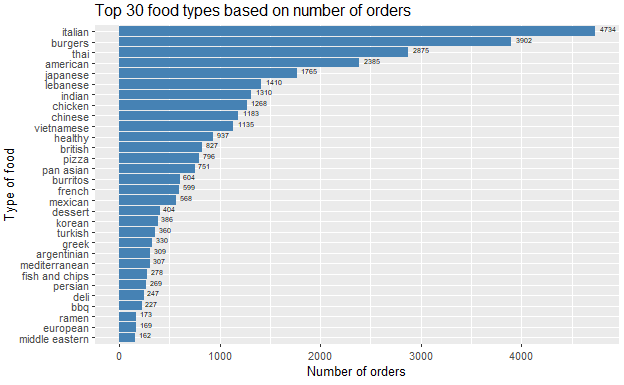 Top 30 food types based on number of orders
Type of food
italian 4734
burgers 3902
thai 2875
american 2385
japanese 1765
lebanese 1410
indian 1310
chicken 1268
chinese 1183
vietnamese 1135
healthy 937
british 827
pizza 796
pan asian 751
burritos 604
french 599
mexican 568
dessert 404
korean 386
turkish 360
greek 330
argentinian 309
mediterranean 307
fish and chips 278
persian 269
deli 247
bbq 227
ramen 173
european 169
middle eastern 162
0 1000 2000 3000 4000
Number of orders